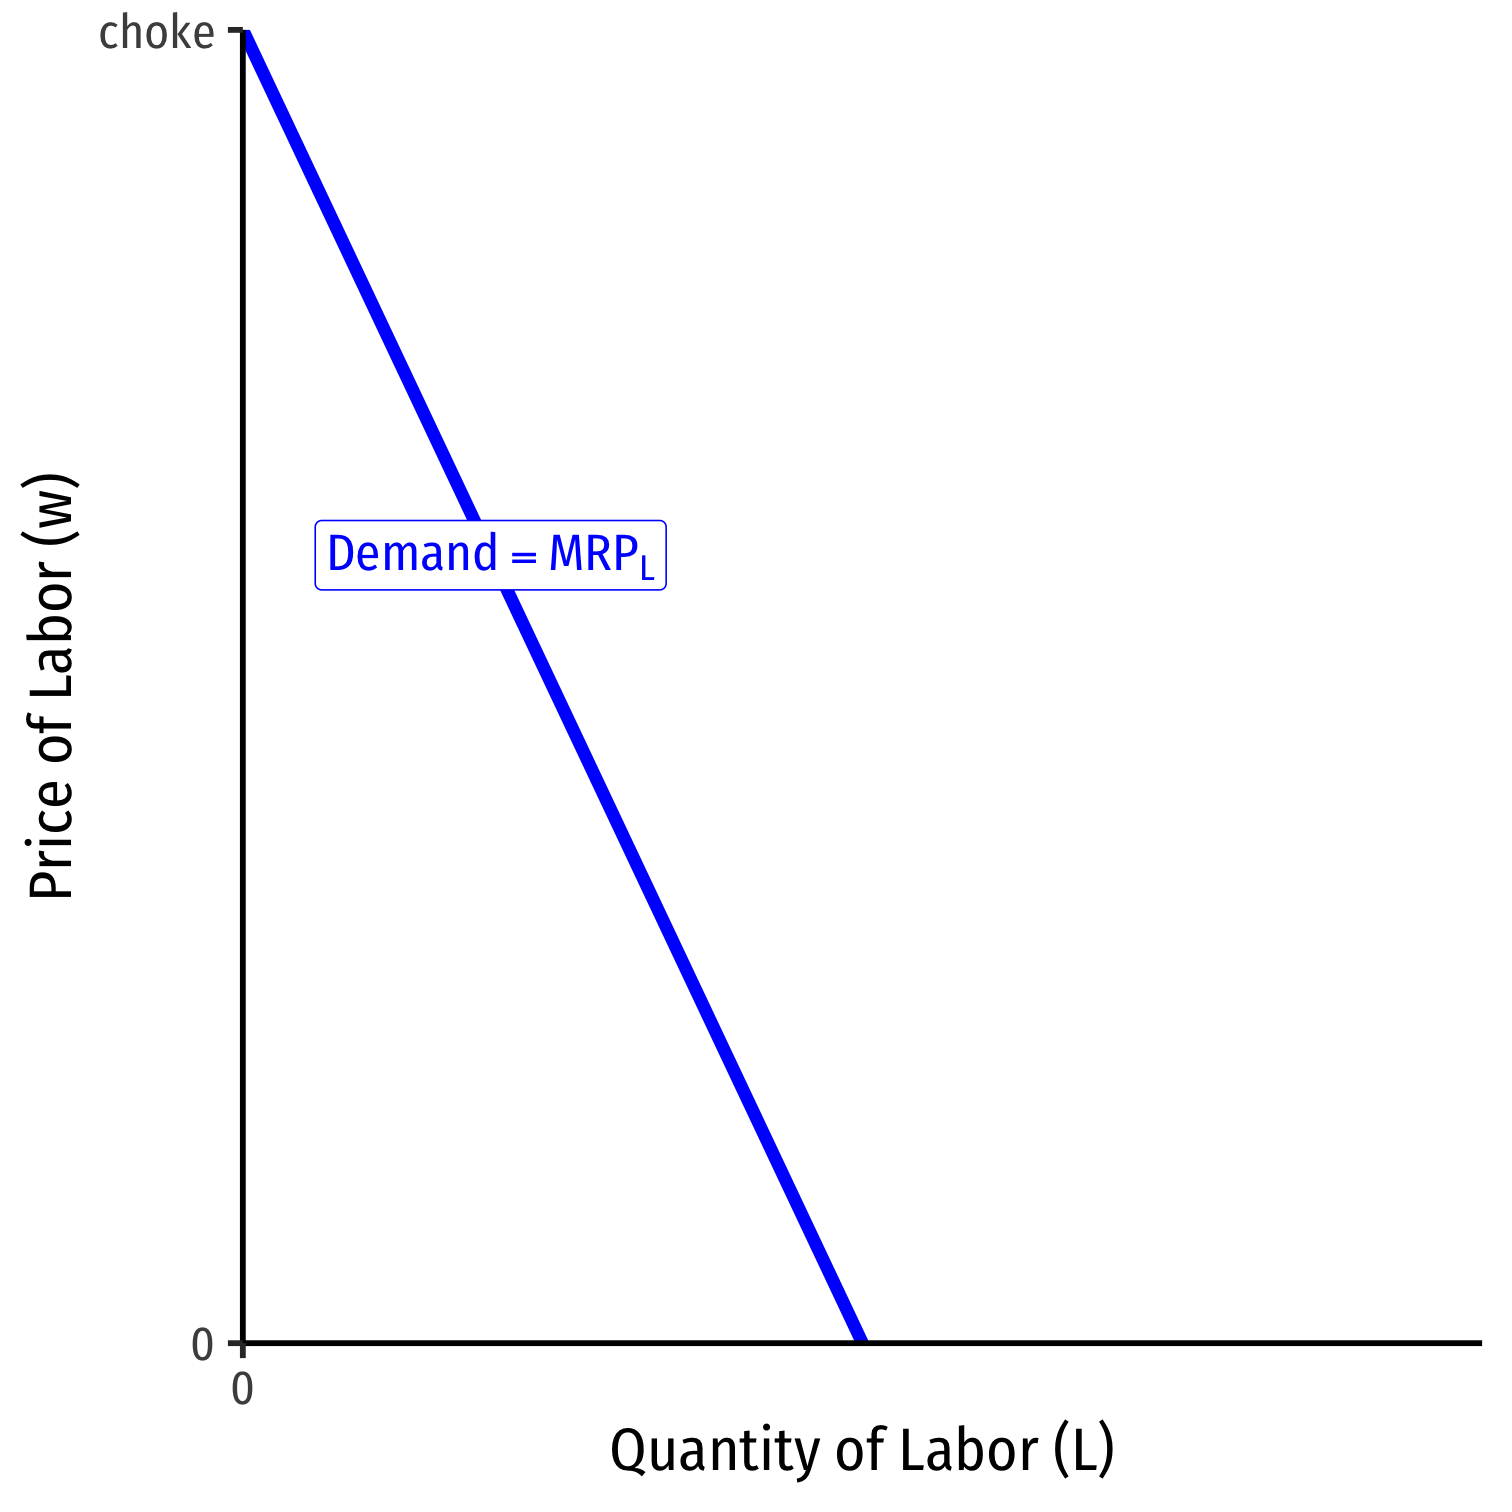 choke
Price of Labor (w)
Demand = MRP_L
0
0
Quantity of Labor (L)